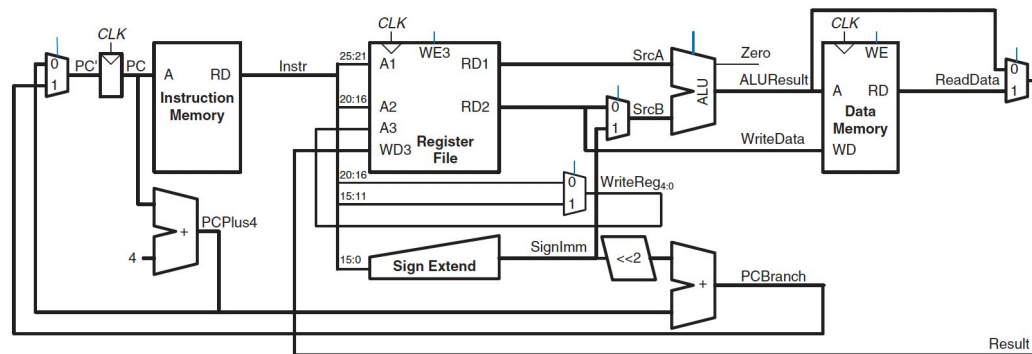 CLK
CLK
CLK
0
1
PC'
PC
A
RD
Instruction
Memory
Instr
25:21
A1
WE3
RD1
SrcA
Zero
ALU
ALUResult
WE
A
RD
ReadData
0
1
20:16
A2
RD2
0
1
SrcB
Data
Memory
A3
WD3
Register
File
WriteData
WD
20:16
15:11
0
1
WriteReg4:0
4
+
PCPlus4
15:0
Sign Extend
SignImm
<<2
+
PCBranch
Result